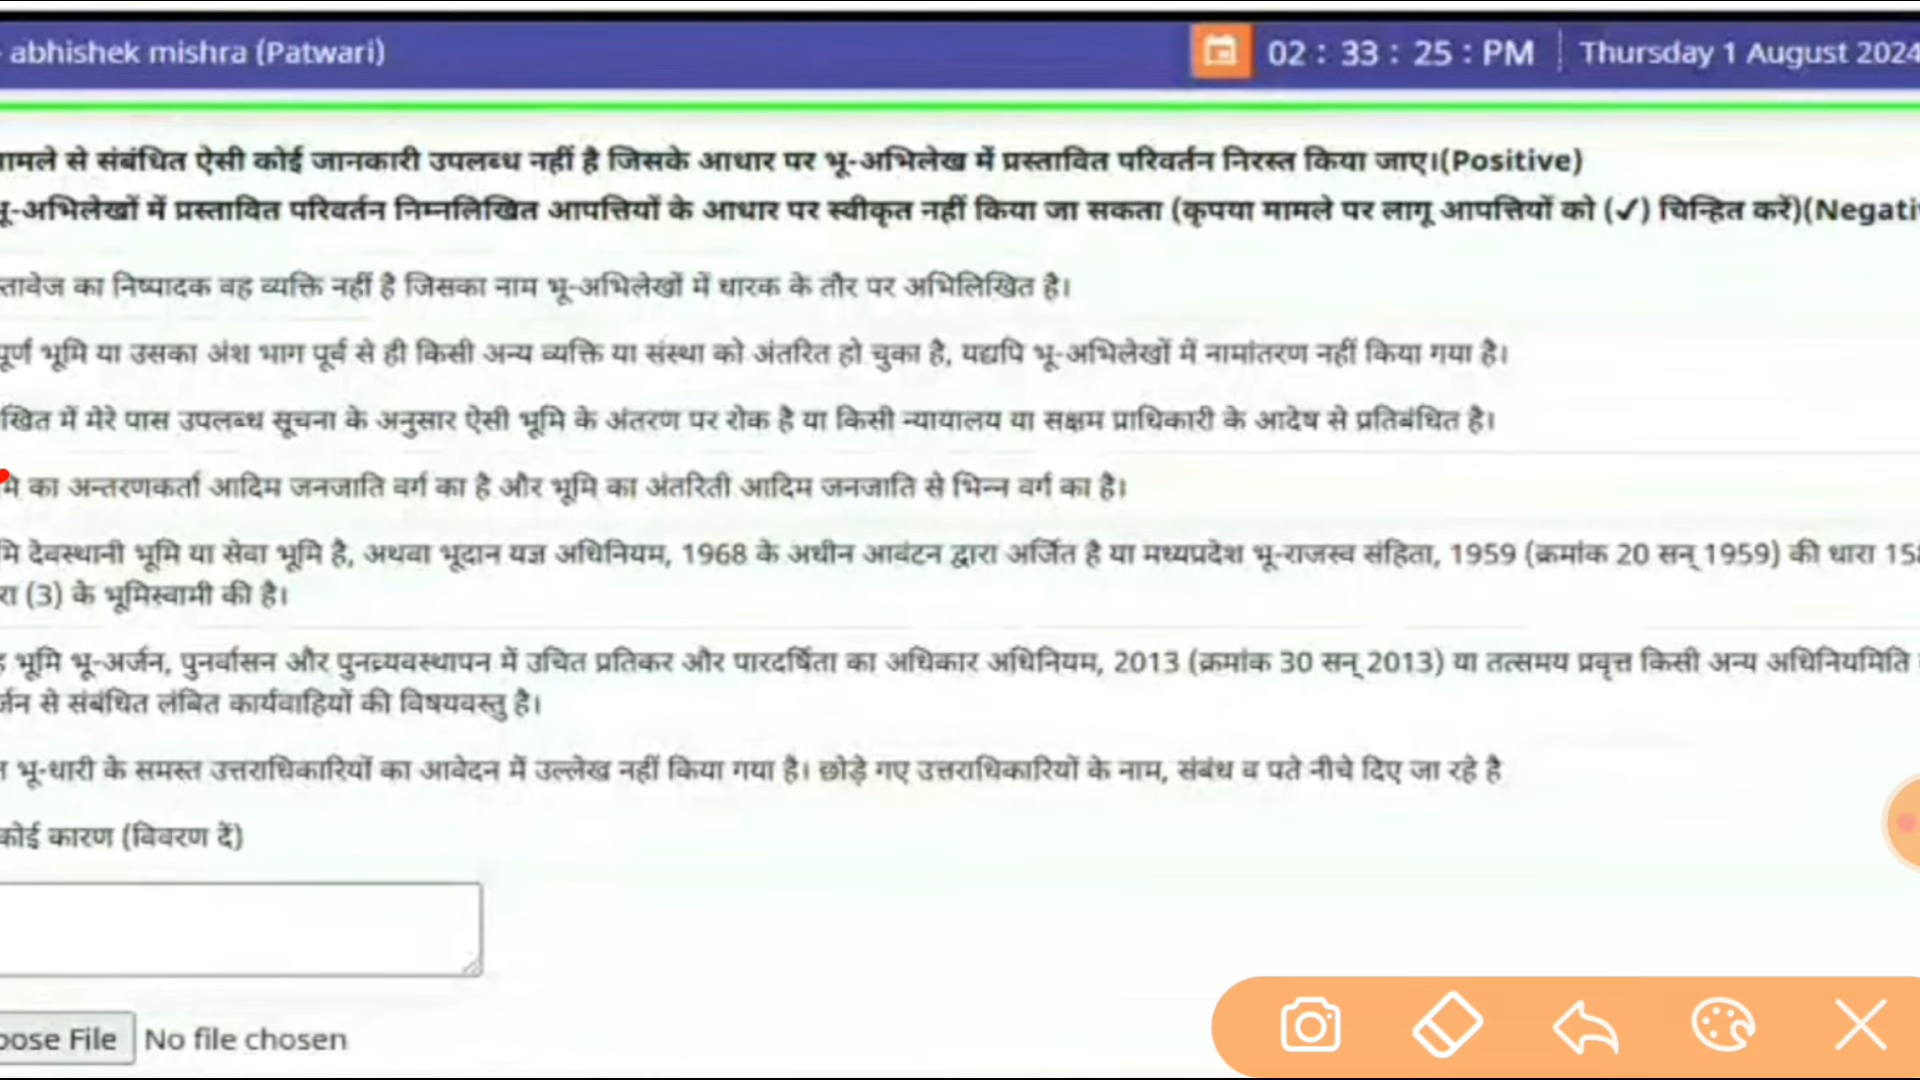 abhishek mishra (Patwari)
02 : 33 : 25 : PM
Thursday 1 August 2024
से संबंधित ऐसी कोई जानकारी उपलब्ध नहीं है जिसके आधार पर भू-अभिलेख में प्रस्तावित परिवर्तन निरस्त किया जाए।(Positive)
-अभिलेखों में प्रस्तावित परिवर्तन निम्नलिखित आपत्तियों के आधार पर स्वीकृत नहीं किया जा सकता (कृपया मामले पर लागू आपत्तियों को (✓) चिन्हित करें)(Negati
तावेज का निष्पादक वह व्यक्ति नहीं है जिसका नाम भू-अभिलेखों में धारक के तौर पर अभिलिखित है।
पूर्ण भूमि या उसका अंश भाग पूर्व से ही किसी अन्य व्यक्ति या संस्था को अंतरित हो चुका है, यद्यपि भू-अभिलेखों में नामांतरण नहीं किया गया है।
खित में मेरे पास उपलब्ध सूचना के अनुसार ऐसी भूमि के अंतरण पर रोक है या किसी न्यायालय या सक्षम प्राधिकारी के आदेष से प्रतिबंधित है।
मि का अन्तरणकर्ता आदिम जनजाति वर्ग का है और भूमि का अंतरिती आदिम जनजाति से भिन्न वर्ग का है।
मि देवस्थानी भूमि या सेवा भूमि है, अथवा भूदान यज्ञ अधिनियम, 1968 के अधीन आवंटन द्वारा अर्जित है या मध्यप्रदेश भू-राजस्व संहिता, 1959 (क्रमांक 20 सन् 1959) की धारा 15
रा (3) के भूमिस्वामी की है।
भूमि भू-अर्जन, पुनर्वासन और पुनव्यवस्थापन में उचित प्रतिकर और पारदर्षिता का अधिकार अधिनियम, 2013 (क्रमांक 30 सन् 2013) या तत्समय प्रवृत्त किसी अन्य अधिनियमिति
र्जन से संबंधित लंबित कार्यवाहियों की विषयवस्तु है।
भू-धारी के समस्त उत्तराधिकारियों का आवेदन में उल्लेख नहीं किया गया है। छोड़े गए उत्तराधिकारियों के नाम, संबंध व पते नीचे दिए जा रहे है
कोई कारण (विवरण दें)
oose File No file chosen